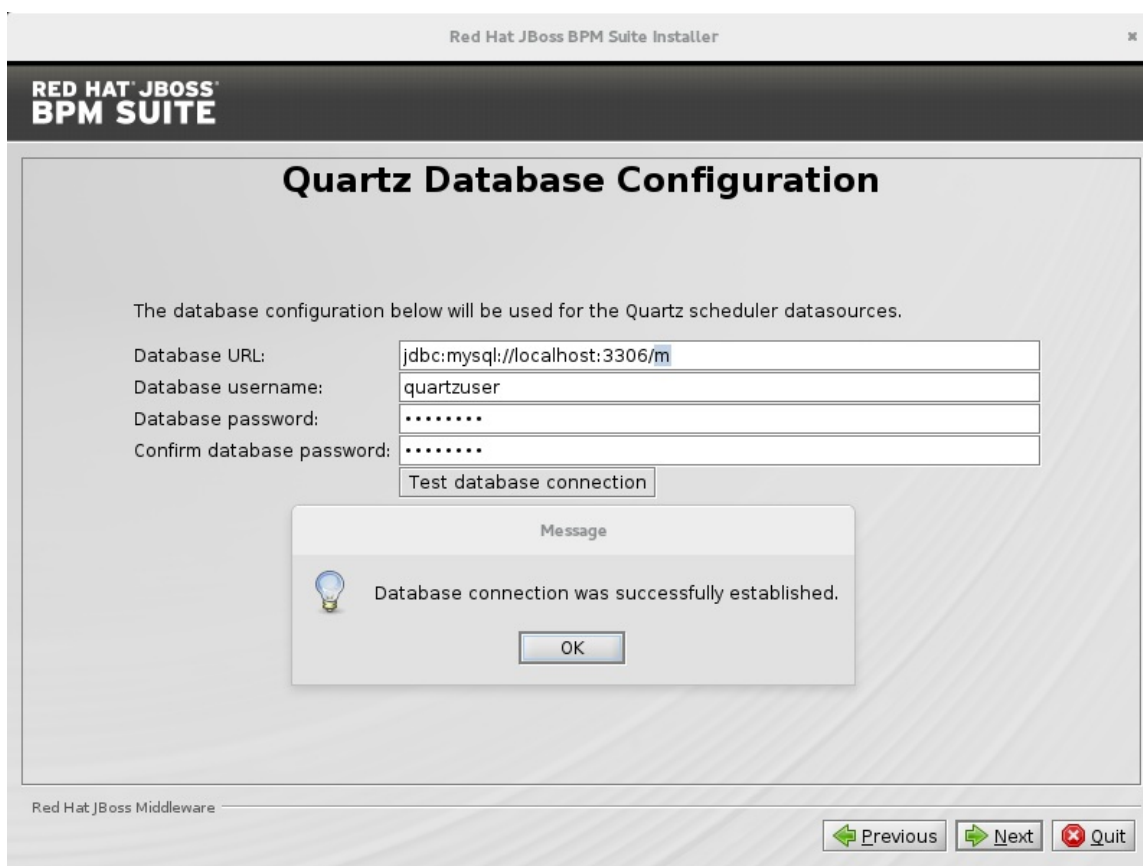 Red Hat JBoss BPM Suite Installer
RED HAT® JBOSS®
BPM SUITE
Quartz Database Configuration
The database configuration below will be used for the Quartz scheduler datasources.
Database URL: jdbc:mysql://localhost:3306/m
Database username: quartzuser
Database password: ••••••••
Confirm database password: ••••••••
Test database connection
Message
Database connection was successfully established.
OK
Red Hat JBoss Middleware
Previous Next Quit